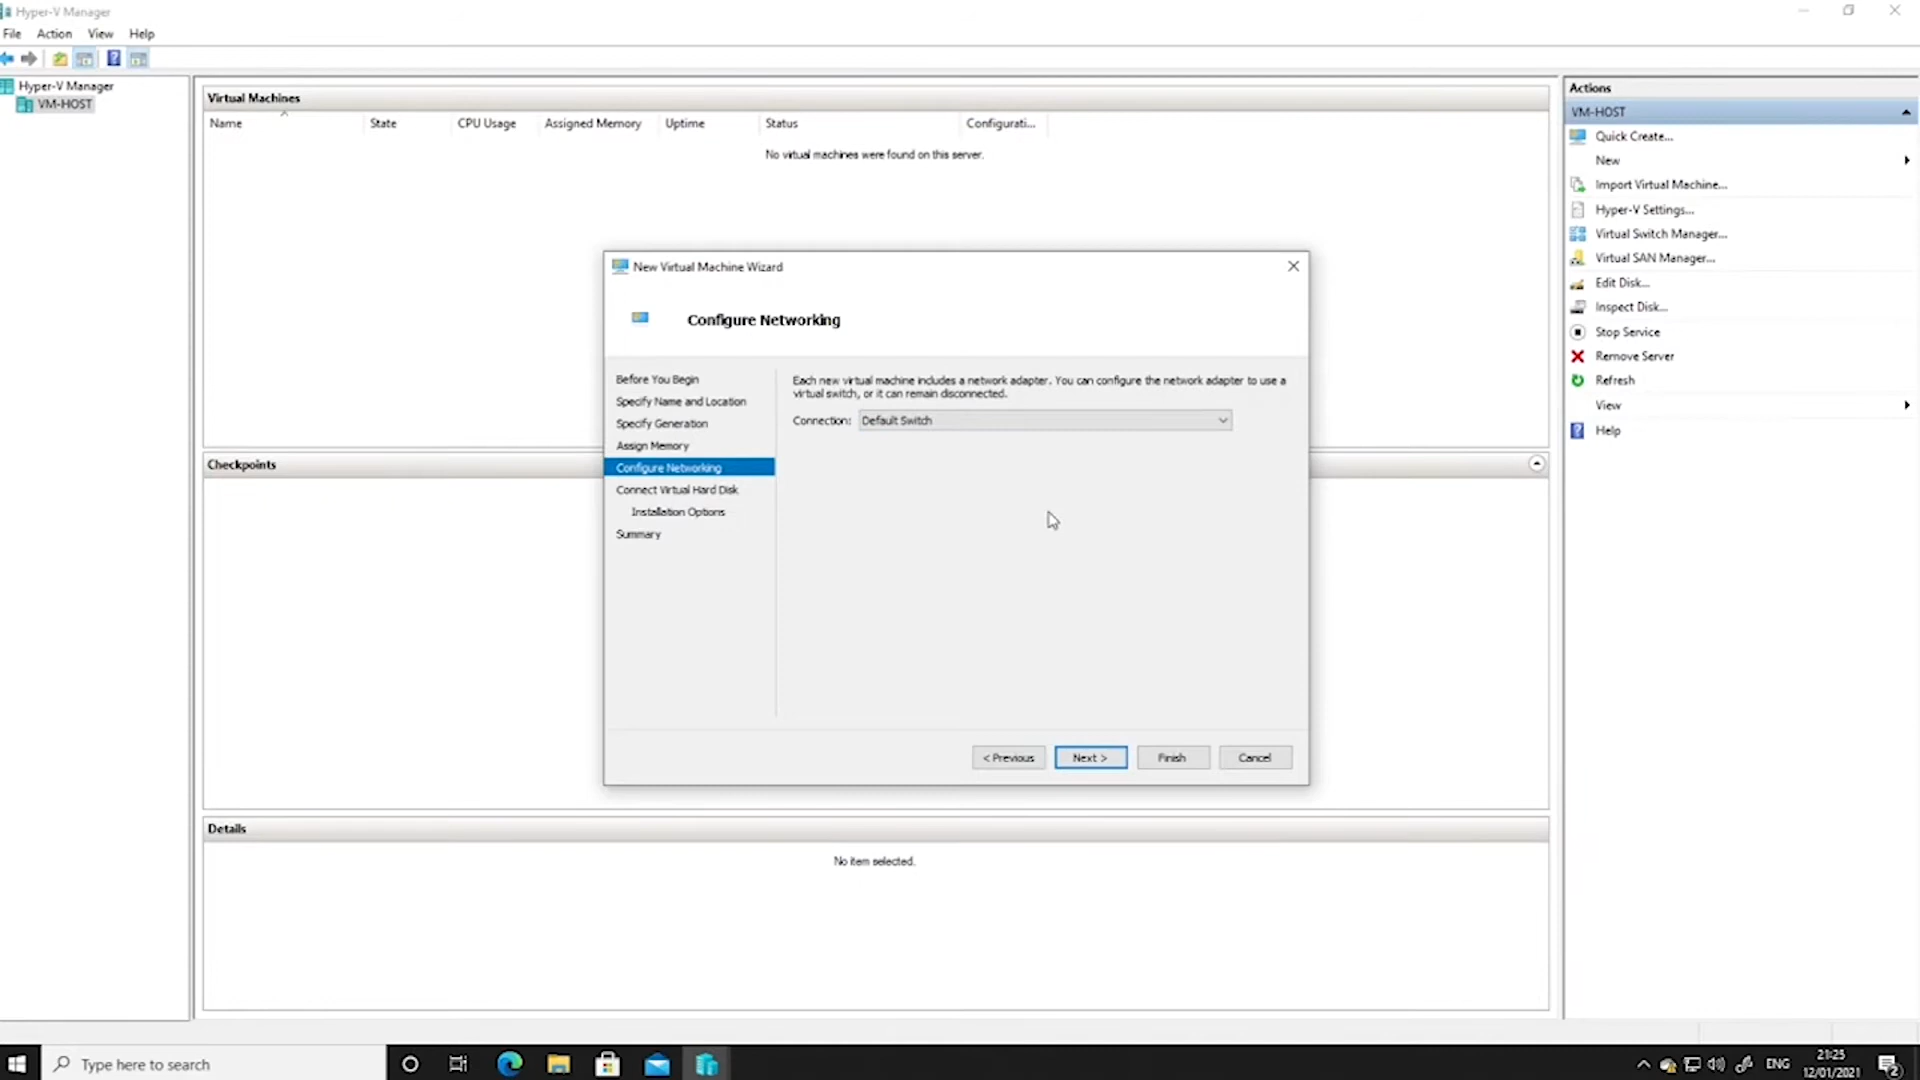 Hyper-V Manager
File Action View Help
Hyper-V Manager
VM-HOST
Virtual Machines
Name State CPU Usage Assigned Memory Uptime Status Configurati...
No virtual machines were found on this server.
New Virtual Machine Wizard
Configure Networking
Before You Begin
Specify Name and Location
Specify Generation
Assign Memory
Configure Networking
Connect Virtual Hard Disk
Installation Options
Summary
Each new virtual machine includes a network adapter. You can configure the network adapter to use a
virtual switch, or it can remain disconnected.
Connection: Default Switch
< Previous Next > Finish Cancel
Checkpoints
Details
No item selected.
Actions
VM-HOST
Quick Create...
New
Import Virtual Machine...
Hyper-V Settings...
Virtual Switch Manager...
Virtual SAN Manager...
Edit Disk...
Inspect Disk...
Stop Service
Remove Server
Refresh
View
Help
Type here to search
ENG
21:25
12/01/2021
2